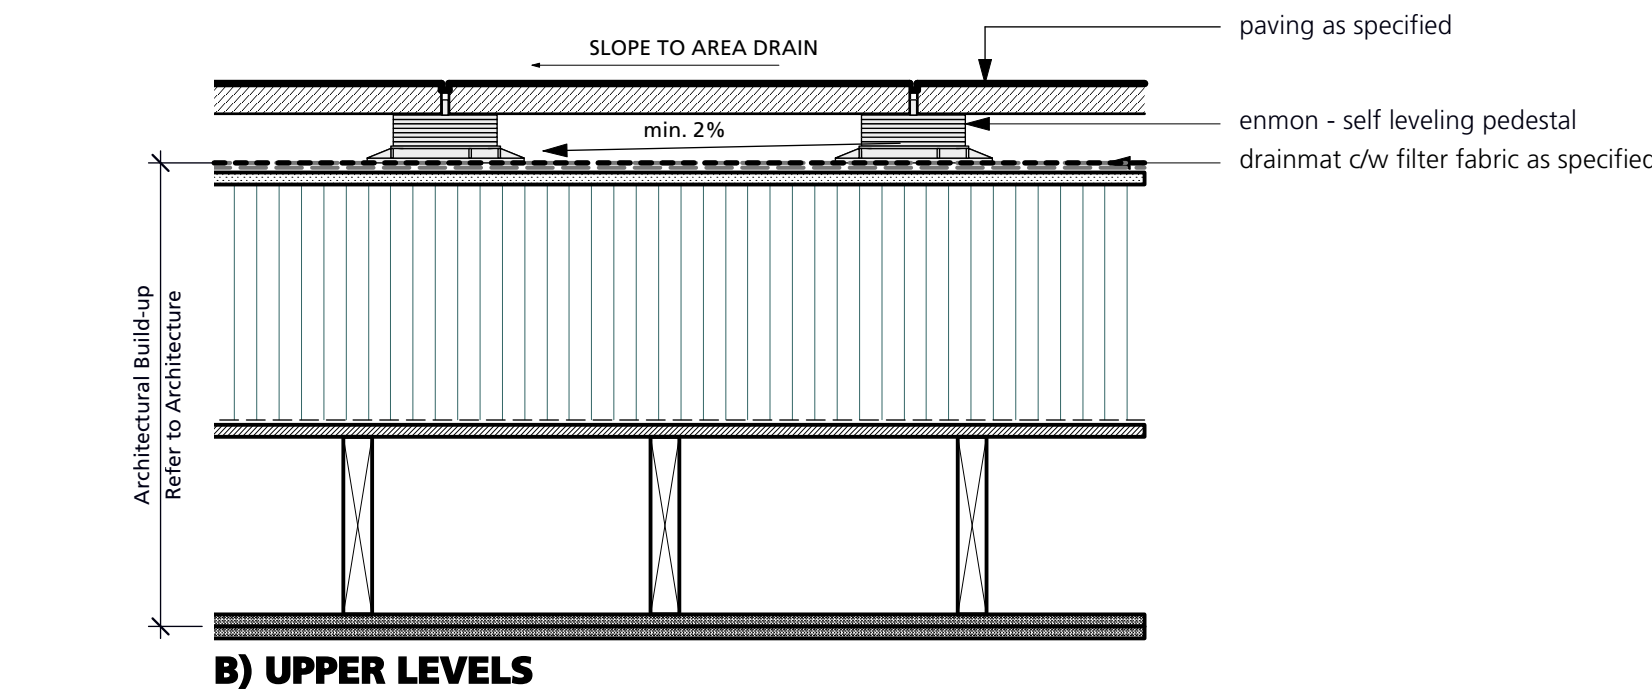 paving as specified
SLOPE TO AREA DRAIN
enmon - self leveling pedestal
min. 2%
drainmat c/w filter fabric as specified
Architectural Build-up
Refer to Architecture
B) UPPER LEVELS